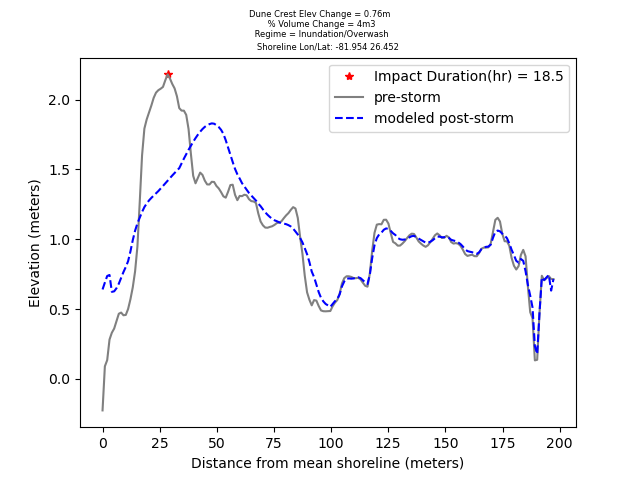 Dune Crest Elev Change = 0.76m
% Volume Change = 4m3
Regime = Inundation/Overwash
Shoreline Lon/Lat: -81.954 26.452
Impact Duration(hr) = 18.5
pre-storm
modeled post-storm
2.0
1.5
1.0
0.5
0.0
Elevation (meters)
0 25 50 75 100 125 150 175 200
Distance from mean shoreline (meters)